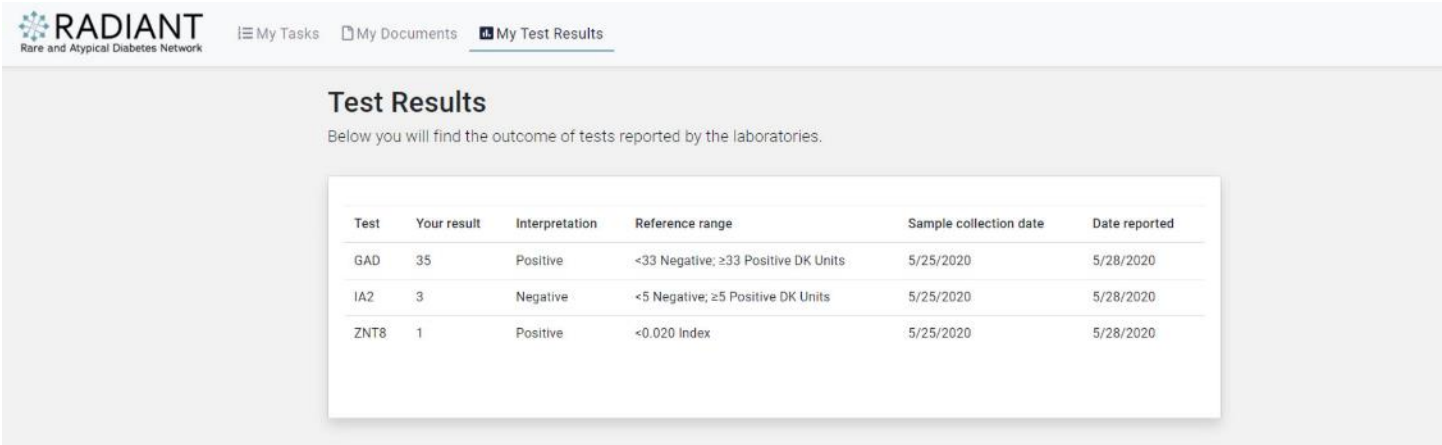 RADIANT
Rare and Atypical Diabetes Network
My Tasks My Documents My Test Results
Test Results
Below you will find the outcome of tests reported by the laboratories.
Test Your result Interpretation Reference range Sample collection date Date reported
GAD 35 Positive <33 Negative; ≥33 Positive DK Units 5/25/2020 5/28/2020
IA2 3 Negative <5 Negative; ≥5 Positive DK Units 5/25/2020 5/28/2020
ZNT8 1 Positive <0.020 Index 5/25/2020 5/28/2020